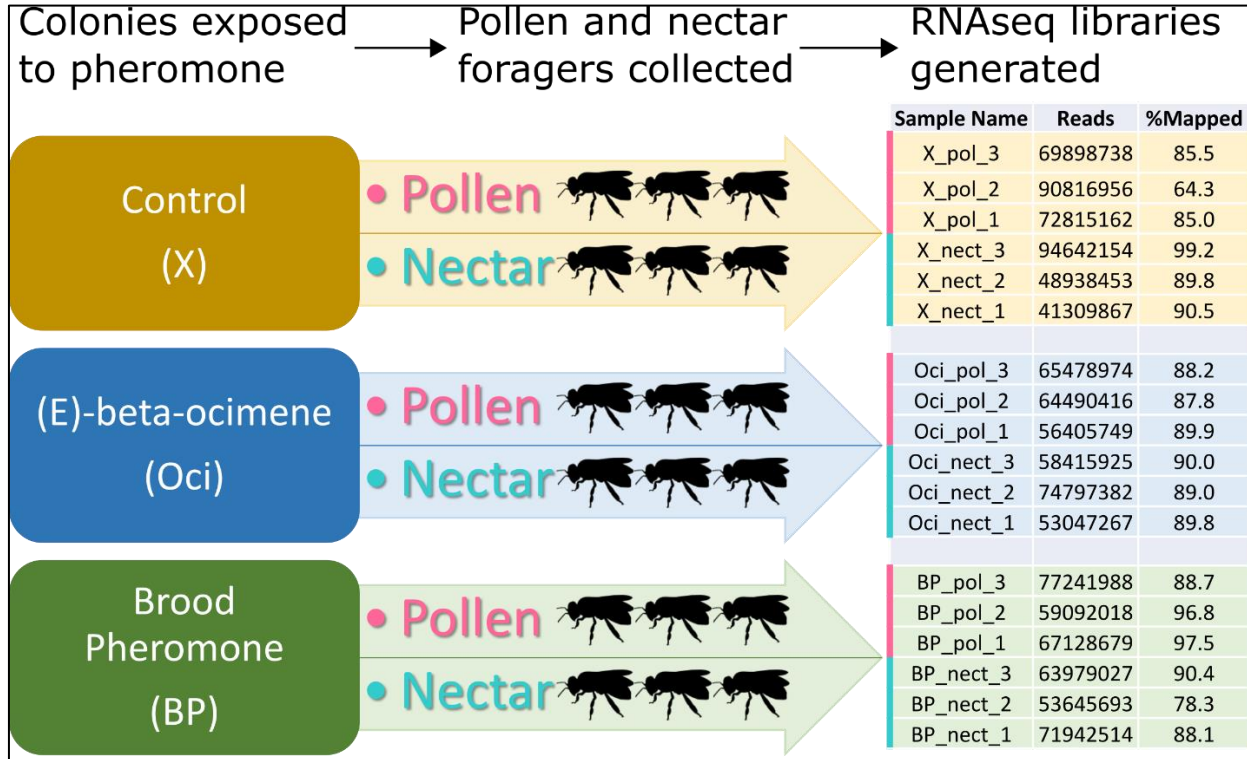 Colonies exposed
to pheromone
Pollen and nectar
foragers collected
RNAseq libraries
generated
Control
(X)
• Pollen
• Nectar
(E)-beta-ocimene
(Oci)
• Pollen
• Nectar
Brood
Pheromone
(BP)
• Pollen
• Nectar
Sample Name Reads %Mapped
X_pol_3 69898738 85.5
X_pol_2 90816956 64.3
X_pol_1 72815162 85.0
X_nect_3 94642154 99.2
X_nect_2 48938453 89.8
X_nect_1 41309867 90.5
Oci_pol_3 65478974 88.2
Oci_pol_2 64490416 87.8
Oci_pol_1 56405749 89.9
Oci_nect_3 58415925 90.0
Oci_nect_2 74797382 89.0
Oci_nect_1 53047267 89.8
BP_pol_3 77241988 88.7
BP_pol_2 59092018 96.8
BP_pol_1 67128679 97.5
BP_nect_3 63979027 90.4
BP_nect_2 53645693 78.3
BP_nect_1 71942514 88.1